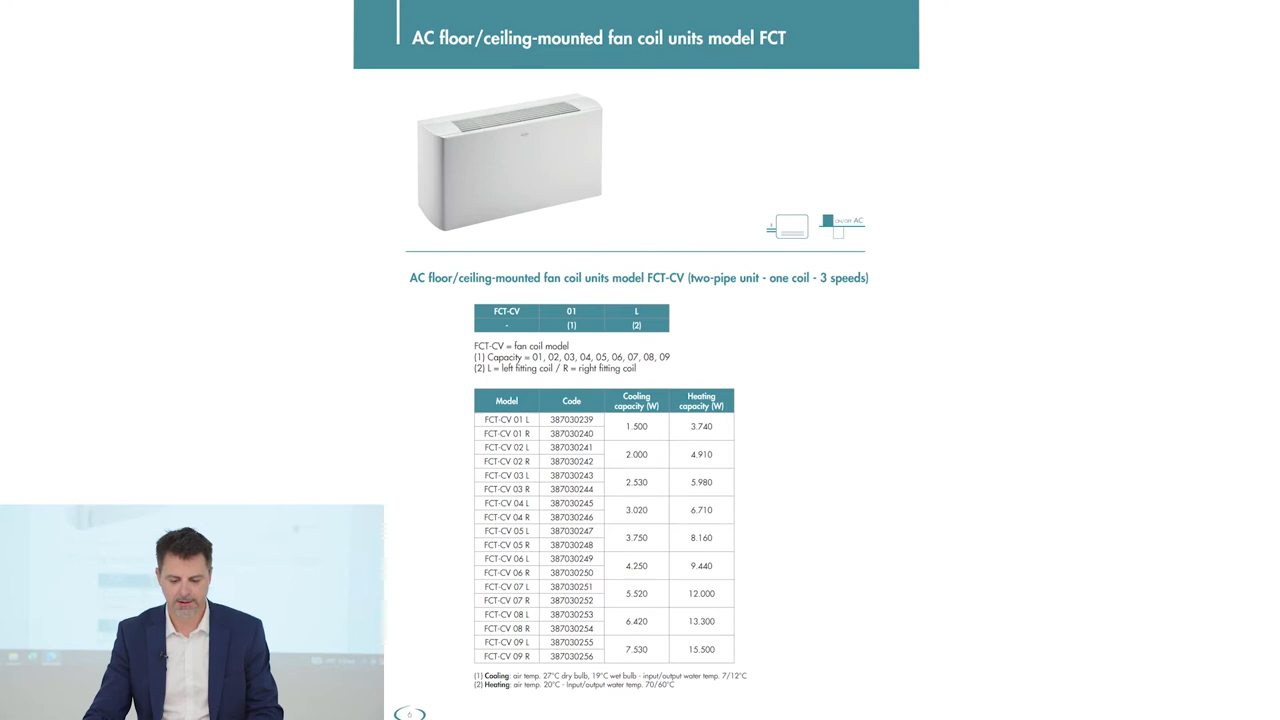 AC floor/ceiling-mounted fan coil units model FCT
ON/OFF AC
AC floor/ceiling-mounted fan coil units model FCT-CV (two-pipe unit - one coil - 3 speeds)
FCT-CV 01 L
- (1) (2)
FCT-CV = fan coil model
(1) Capacity = 01, 02, 03, 04, 05, 06, 07, 08, 09
(2) L = left fitting coil / R = right fitting coil
Model Code Cooling capacity (W) Heating capacity (W)
FCT-CV 01 L 387030239 1.500 3.740
FCT-CV 01 R 387030240
FCT-CV 02 L 387030241 2.000 4.910
FCT-CV 02 R 387030242
FCT-CV 03 L 387030243 2.530 5.980
FCT-CV 03 R 387030244
FCT-CV 04 L 387030245 3.020 6.710
FCT-CV 04 R 387030246
FCT-CV 05 L 387030247 3.750 8.160
FCT-CV 05 R 387030248
FCT-CV 06 L 387030249 4.250 9.440
FCT-CV 06 R 387030250
FCT-CV 07 L 387030251 5.520 12.000
FCT-CV 07 R 387030252
FCT-CV 08 L 387030253 6.420 13.300
FCT-CV 08 R 387030254
FCT-CV 09 L 387030255 7.530 15.500
FCT-CV 09 R 387030256
(1) Cooling: air temp. 27°C dry bulb, 19°C wet bulb - input/output water temp. 7/12°C
(2) Heating: air temp. 20°C - Input/output water temp. 70/60°C
6